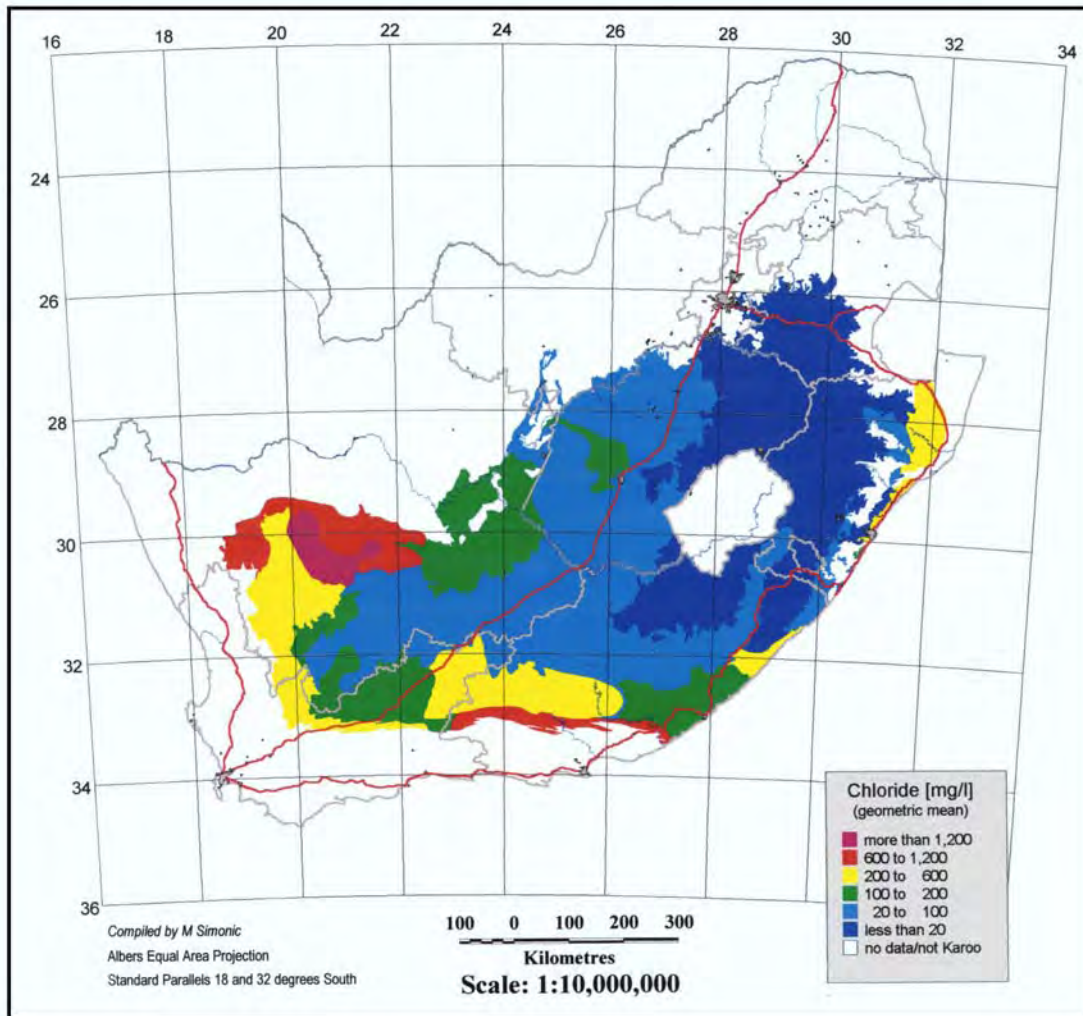 16 18 20 22 24 26 28 30 32 34
24
26
28
30
32
34
36
Chloride [mg/l]
(geometric mean)
more than 1,200
600 to 1,200
200 to 600
100 to 200
20 to 100
less than 20
no data/not Karoo
Compiled by M Simonic
Albers Equal Area Projection
Standard Parallels 18 and 32 degrees South
100 0 100 200 300
Kilometres
Scale: 1:10,000,000